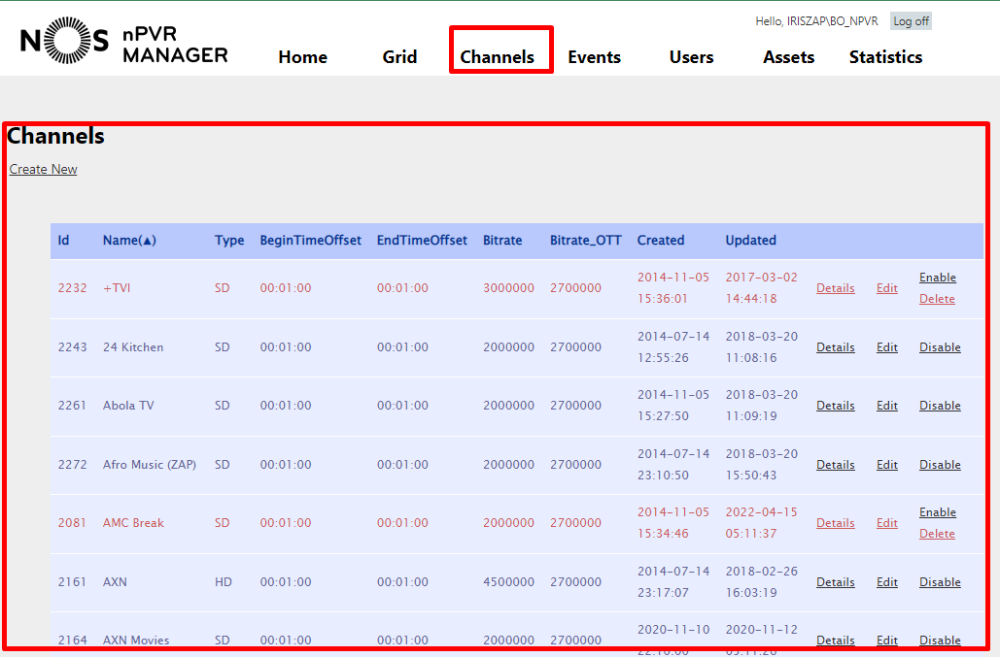 Hello, IRISZAP\BO_NPVR Log off
NOS nPVR
MANAGER
Home Grid Channels Events Users Assets Statistics
Channels
Create New
Id Name(▲) Type BeginTimeOffset EndTimeOffset Bitrate Bitrate_OTT Created Updated
2232 +TVI SD 00:01:00 00:01:00 3000000 2700000 2014-11-05 15:36:01 2017-03-02 14:44:18 Details Edit Enable Delete
2243 24 Kitchen SD 00:01:00 00:01:00 2000000 2700000 2014-07-14 12:55:26 2018-03-20 11:08:16 Details Edit Disable
2261 Abola TV SD 00:01:00 00:01:00 2000000 2700000 2014-11-05 15:27:50 2018-03-20 11:09:19 Details Edit Disable
2272 Afro Music (ZAP) SD 00:01:00 00:01:00 2000000 2700000 2014-07-14 23:10:50 2018-03-20 15:50:43 Details Edit Disable
2081 AMC Break SD 00:01:00 00:01:00 2000000 2700000 2014-11-05 15:34:46 2022-04-15 05:11:37 Details Edit Enable Delete
2161 AXN HD 00:01:00 00:01:00 4500000 2700000 2014-07-14 23:17:07 2018-02-26 16:03:19 Details Edit Disable
2164 AXN Movies SD 00:01:00 00:01:00 2000000 2700000 2020-11-10 2020-11-12 Details Edit Disable